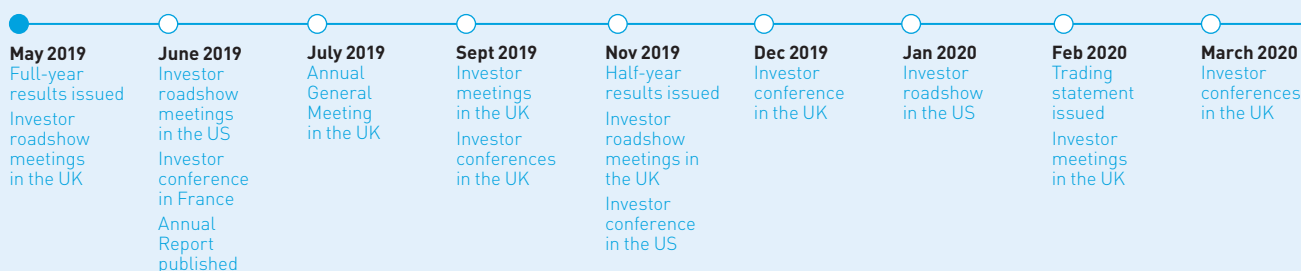 May 2019
Full-year
results issued
Investor
roadshow
meetings
in the UK
June 2019
Investor
roadshow
meetings
in the US
Investor
conference
in France
Annual
Report
published
July 2019
Annual
General
Meeting
in the UK
Sept 2019
Investor
meetings
in the UK
Investor
conferences
in the UK
Nov 2019
Half-year
results issued
Investor
roadshow
meetings in
the UK
Investor
conference
in the US
Dec 2019
Investor
conference
in the UK
Jan 2020
Investor
roadshow
in the US
Feb 2020
Trading
statement
issued
Investor
meetings
in the UK
March 2020
Investor
conferences
in the UK